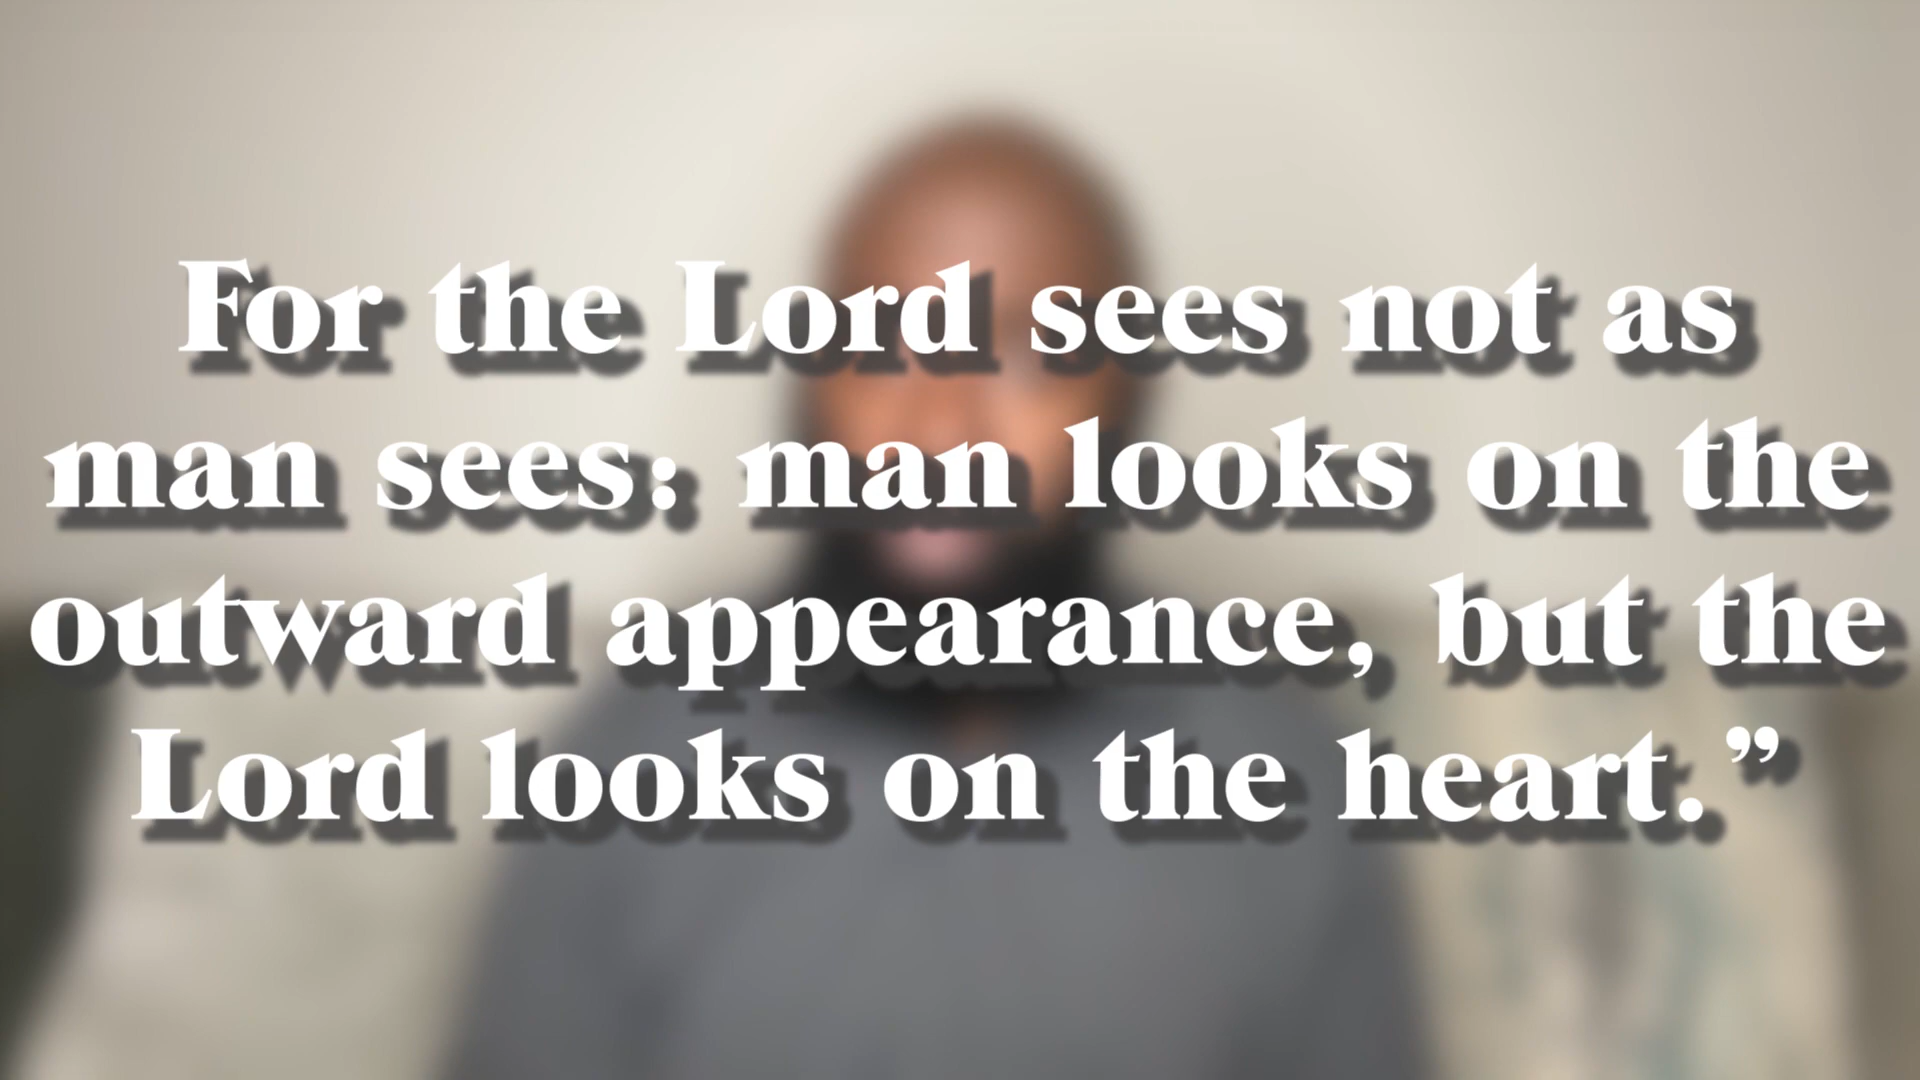 For the Lord sees not as
man sees: man looks on the
outward appearance, but the
Lord looks on the heart.”